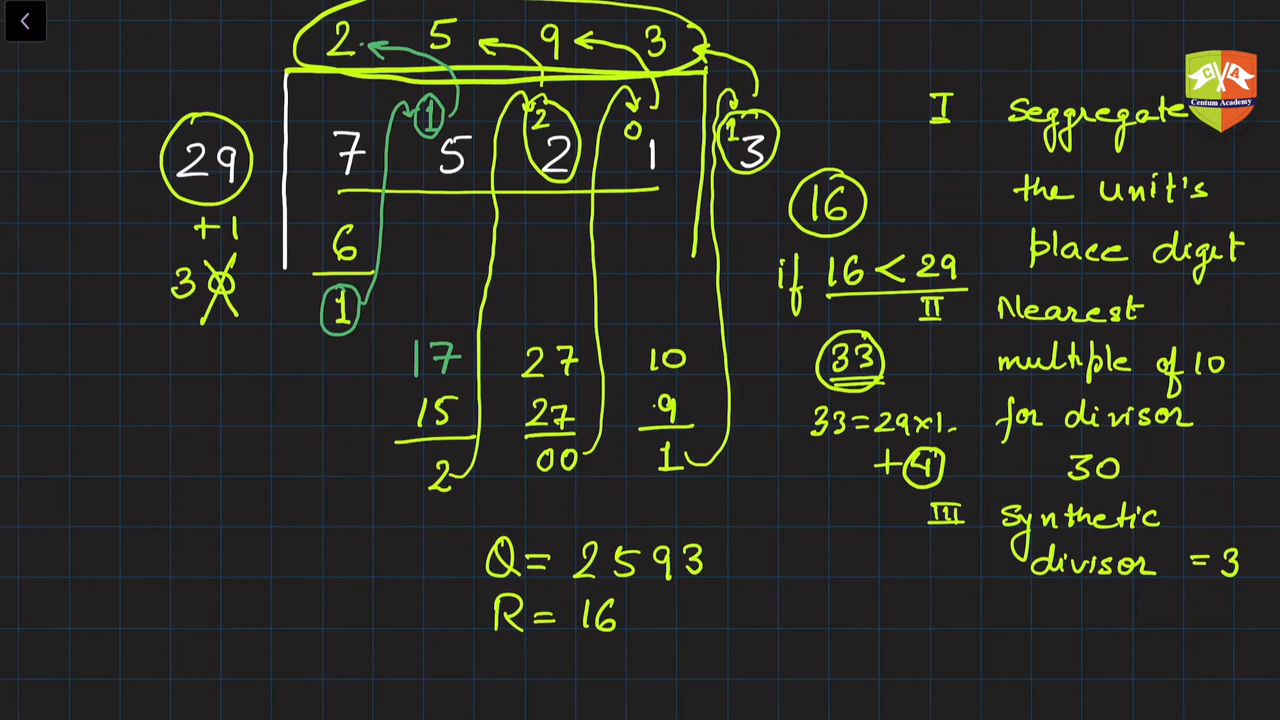 2 5 9 3
29
+1
30
1 2 0 1
7 5 2 1 3
6
1
17 27 10
15 27 9
2 00 1
16
if 16 < 29
33
33=29×1
+4
Q= 2593
R= 16
CA
Centum Academy
I Seggregate
the unit's
place digit
II Nearest
multiple of 10
for divisor
30
III Synthetic
divisor = 3